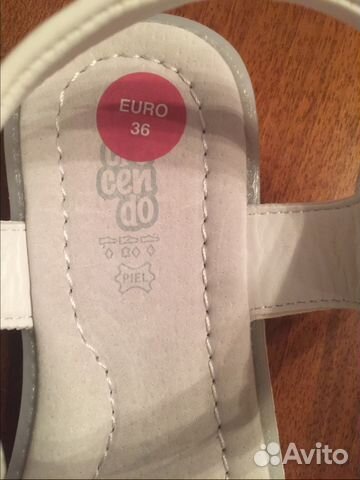 EURO
36
cen
do
PIEL
Avito